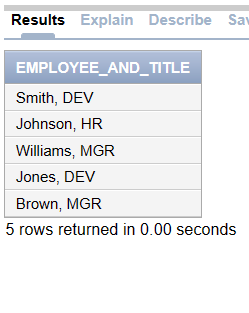 Results Explain Describe Sav
EMPLOYEE_AND_TITLE
Smith, DEV
Johnson, HR
Williams, MGR
Jones, DEV
Brown, MGR
5 rows returned in 0.00 seconds